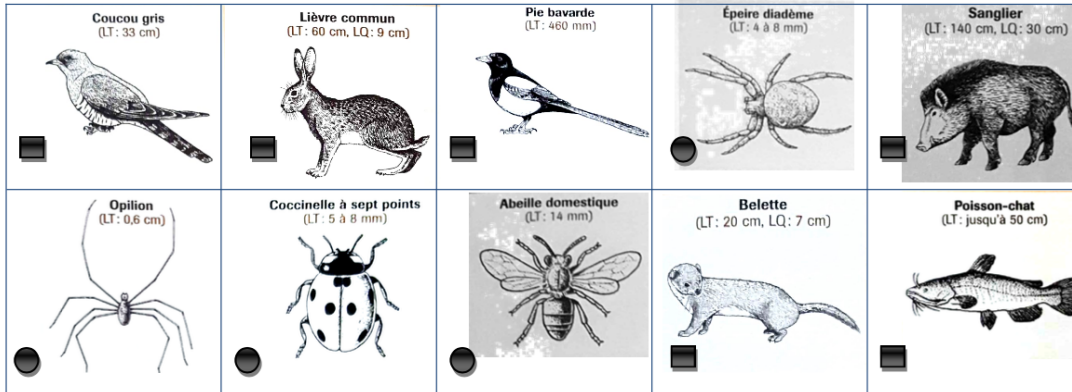 Coucou gris
(LT: 33 cm)
Lièvre commun
(LT: 60 cm, LQ: 9 cm)
Pie bavarde
(LT: 460 mm)
Épeire diadème
(LT: 4 à 8 mm)
Sanglier
(LT: 140 cm, LQ: 30 cm)
Opilion
(LT: 0,6 cm)
Coccinelle à sept points
(LT: 5 à 8 mm)
Abeille domestique
(LT: 14 mm)
Belette
(LT: 20 cm, LQ: 7 cm)
Poisson-chat
(LT: jusqu'à 50 cm)